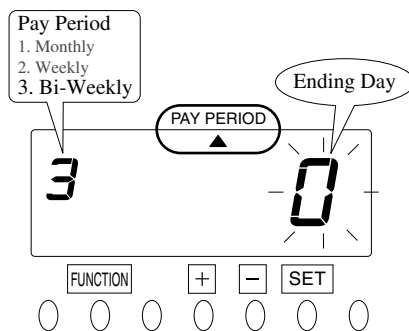 Pay Period
1. Monthly
2. Weekly
3. Bi-Weekly
Ending Day
PAY PERIOD
3 0
FUNCTION + − SET